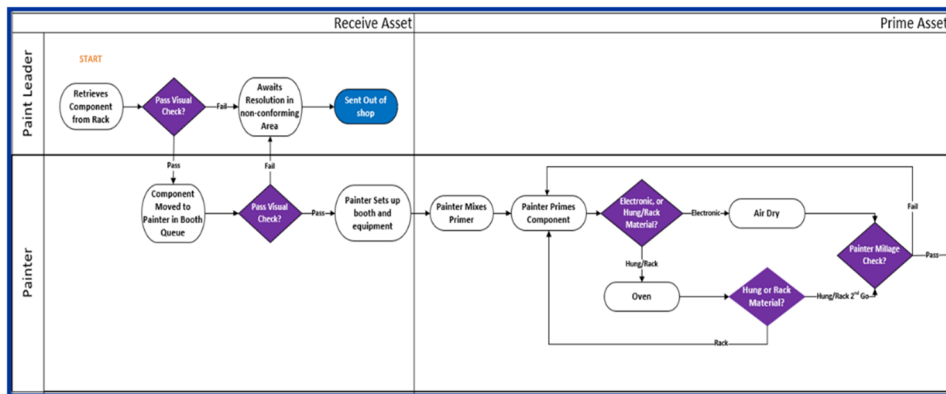 Receive Asset
Prime Asset
Paint Leader
START
Retrieves
Component
from Rack
Pass Visual
Check?
Fail
Awaits
Resolution in
non-conforming
Area
Sent Out of
shop
Pass
Fail
Painter
Component
Moved to
Painter in Booth
Queue
Pass Visual
Check?
Pass
Painter Sets up
booth and
equipment
Painter Mixes
Primer
Painter Primes
Component
Electronic, or
Hung/Rack
Material?
Electronic
Air Dry
Fail
Painter Millage
Check?
Pass
Hung/Rack
Oven
Hung or Rack
Material?
Hung/Rack 2nd Go
Rack